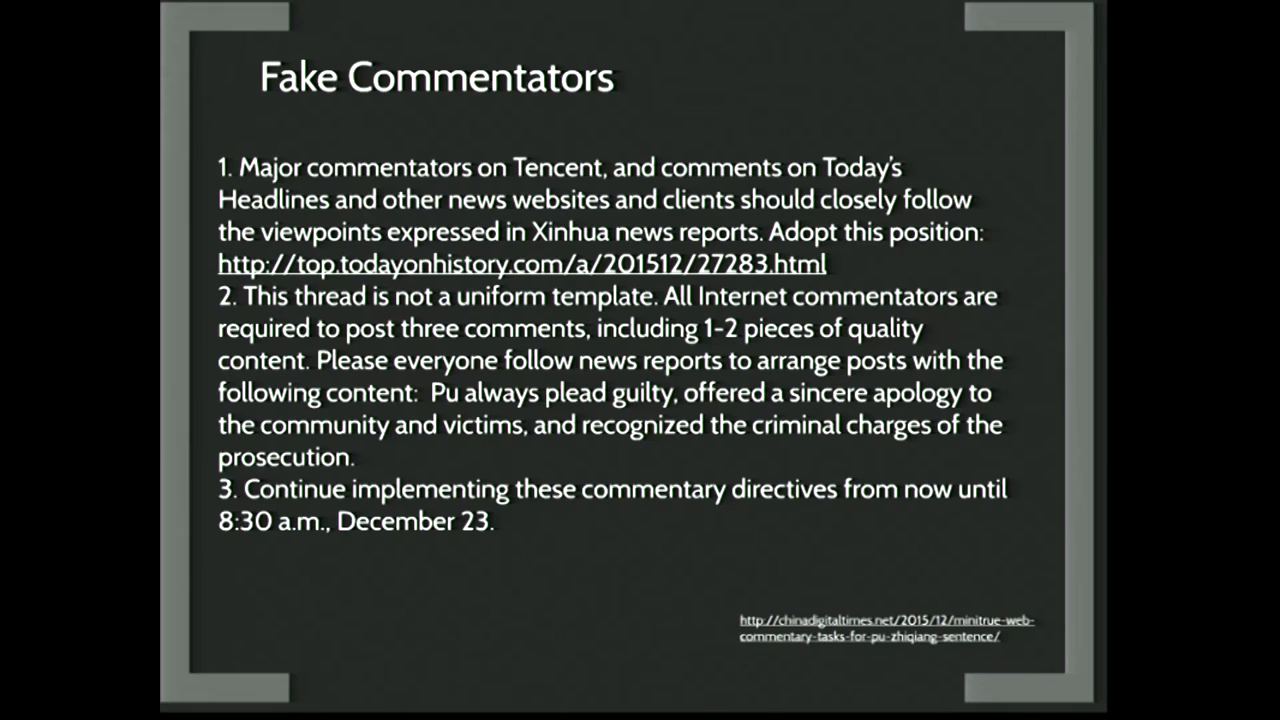 Fake Commentators
1. Major commentators on Tencent, and comments on Today's
Headlines and other news websites and clients should closely follow
the viewpoints expressed in Xinhua news reports. Adopt this position:
http://top.todayonhistory.com/a/201512/27283.html
2. This thread is not a uniform template. All Internet commentators are
required to post three comments, including 1-2 pieces of quality
content. Please everyone follow news reports to arrange posts with the
following content:  Pu always plead guilty, offered a sincere apology to
the community and victims, and recognized the criminal charges of the
prosecution.
3. Continue implementing these commentary directives from now until
8:30 a.m., December 23.
http://chinadigitaltimes.net/2015/12/minitrue-web-
commentary-tasks-for-pu-zhiqiang-sentence/